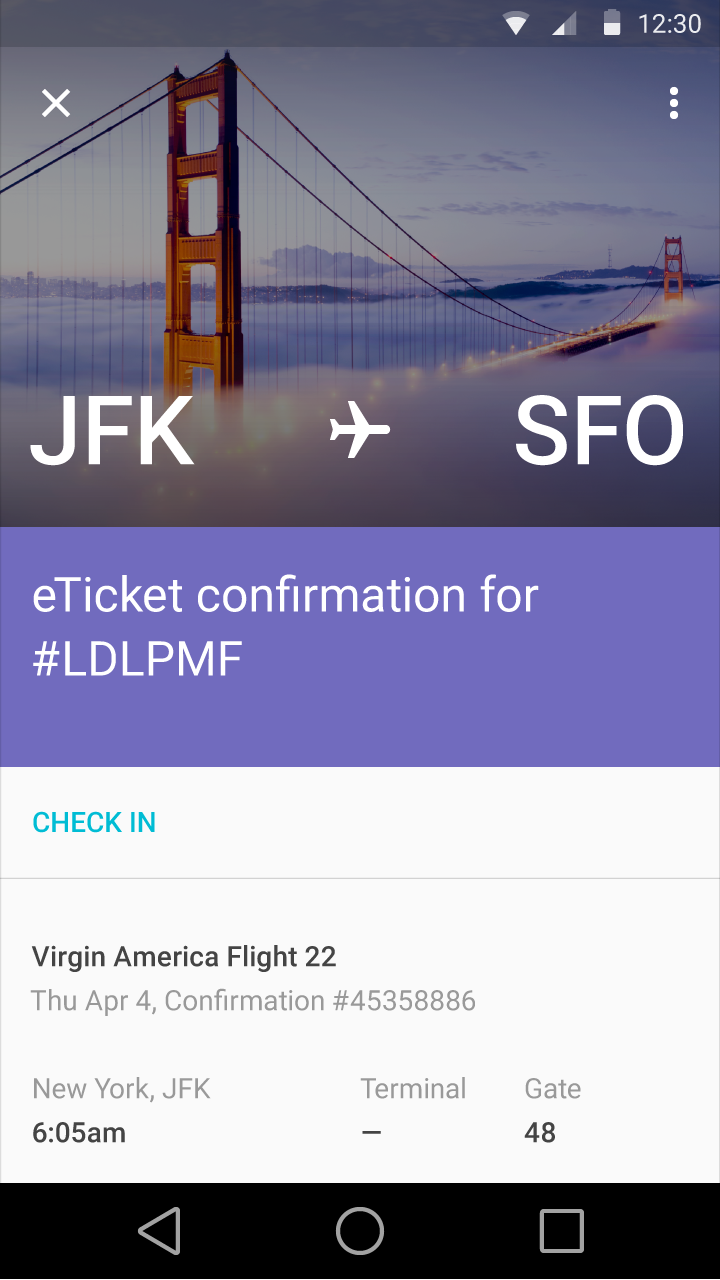 12:30
JFK SFO
eTicket confirmation for
#LDLPMF
CHECK IN
Virgin America Flight 22
Thu Apr 4, Confirmation #45358886
New York, JFK Terminal Gate
6:05am — 48